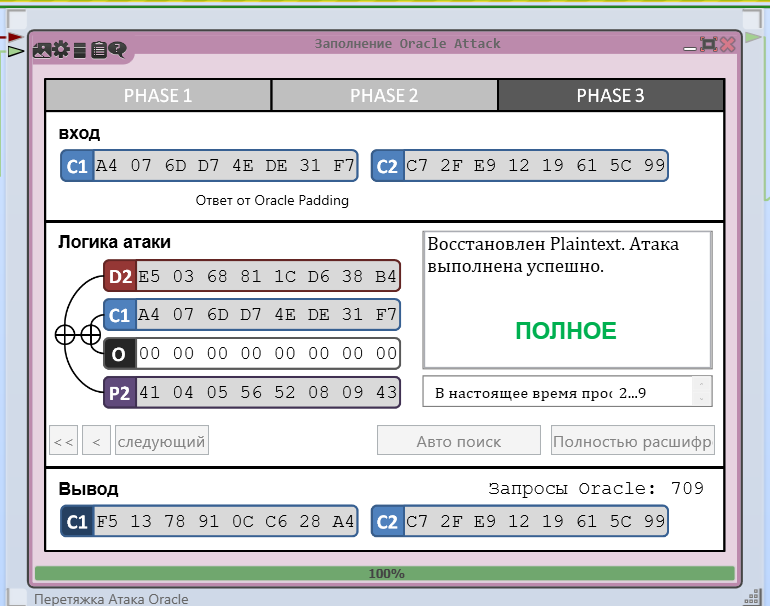 Заполнение Oracle Attack
PHASE 1 PHASE 2 PHASE 3
вход
C1 A4 07 6D D7 4E DE 31 F7 C2 C7 2F E9 12 19 61 5C 99
Ответ от Oracle Padding
Логика атаки
D2 E5 03 68 81 1C D6 38 B4
C1 A4 07 6D D7 4E DE 31 F7
O 00 00 00 00 00 00 00 00
P2 41 04 05 56 52 08 09 43
Восстановлен Plaintext. Атака
выполнена успешно.
ПОЛНОЕ
В настоящее время прос 2...9
<< < следующий Авто поиск Полностью расшифр
Вывод Запросы Oracle: 709
C1 F5 13 78 91 0C C6 28 A4 C2 C7 2F E9 12 19 61 5C 99
100%
Перетяжка Атака Oracle